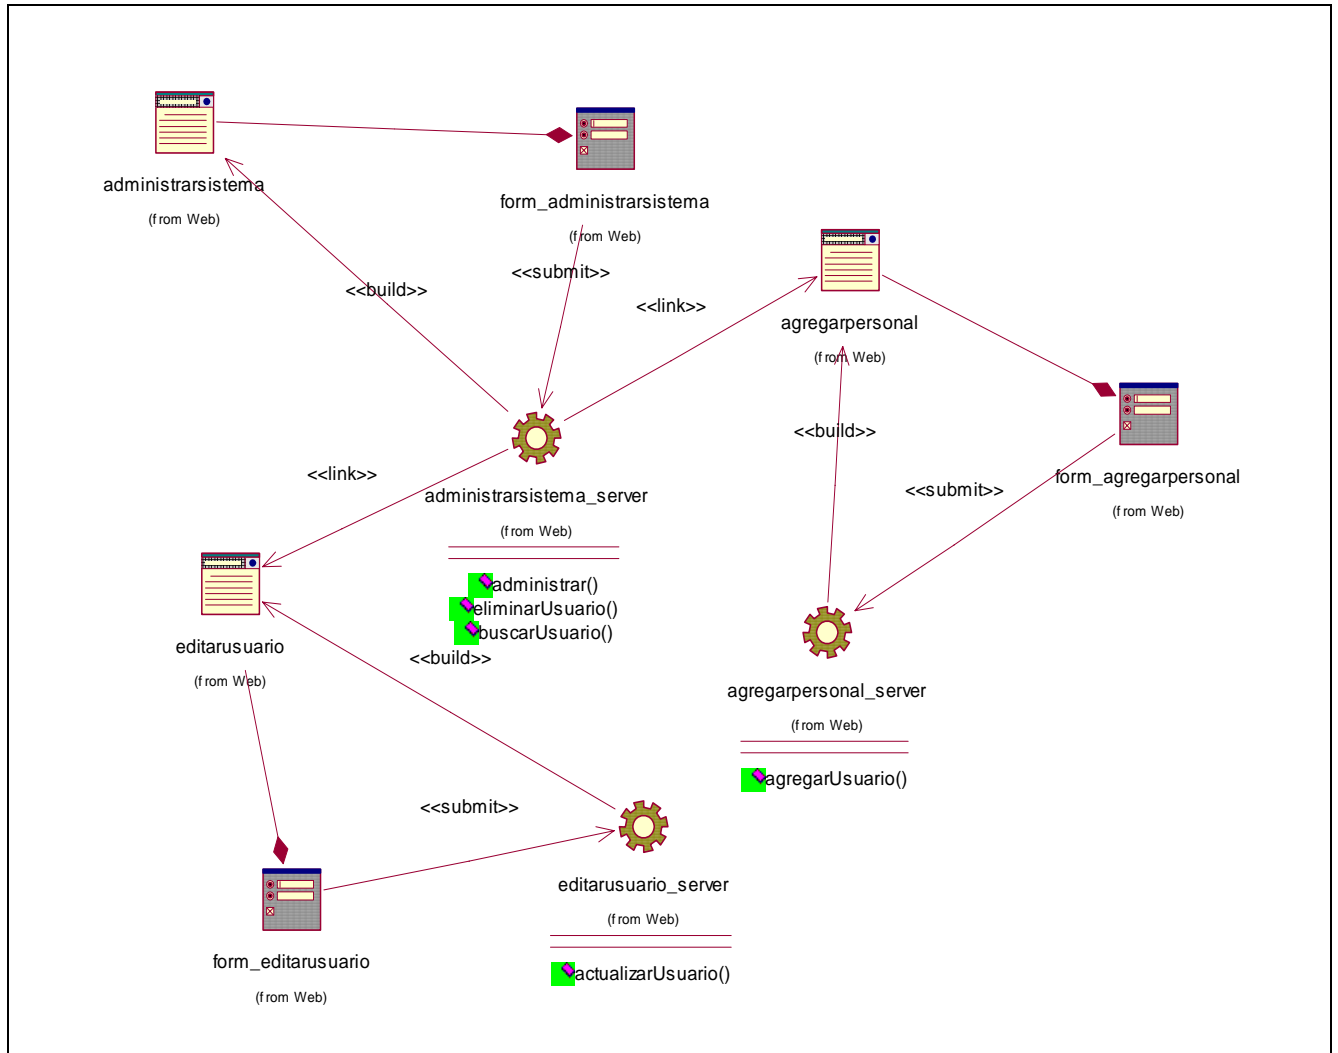 administrarsistema
(from Web)
form_administrarsistema
(from Web)
<<submit>>
<<build>>
<<link>>
agregarpersonal
(from Web)
<<build>>
form_agregarpersonal
(from Web)
<<submit>>
<<link>>
administrarsistema_server
(from Web)
administrar()
eliminarUsuario()
buscarUsuario()
<<build>>
editarusuario
(from Web)
agregarpersonal_server
(from Web)
agregarUsuario()
<<submit>>
editarusuario_server
(from Web)
actualizarUsuario()
form_editarusuario
(from Web)